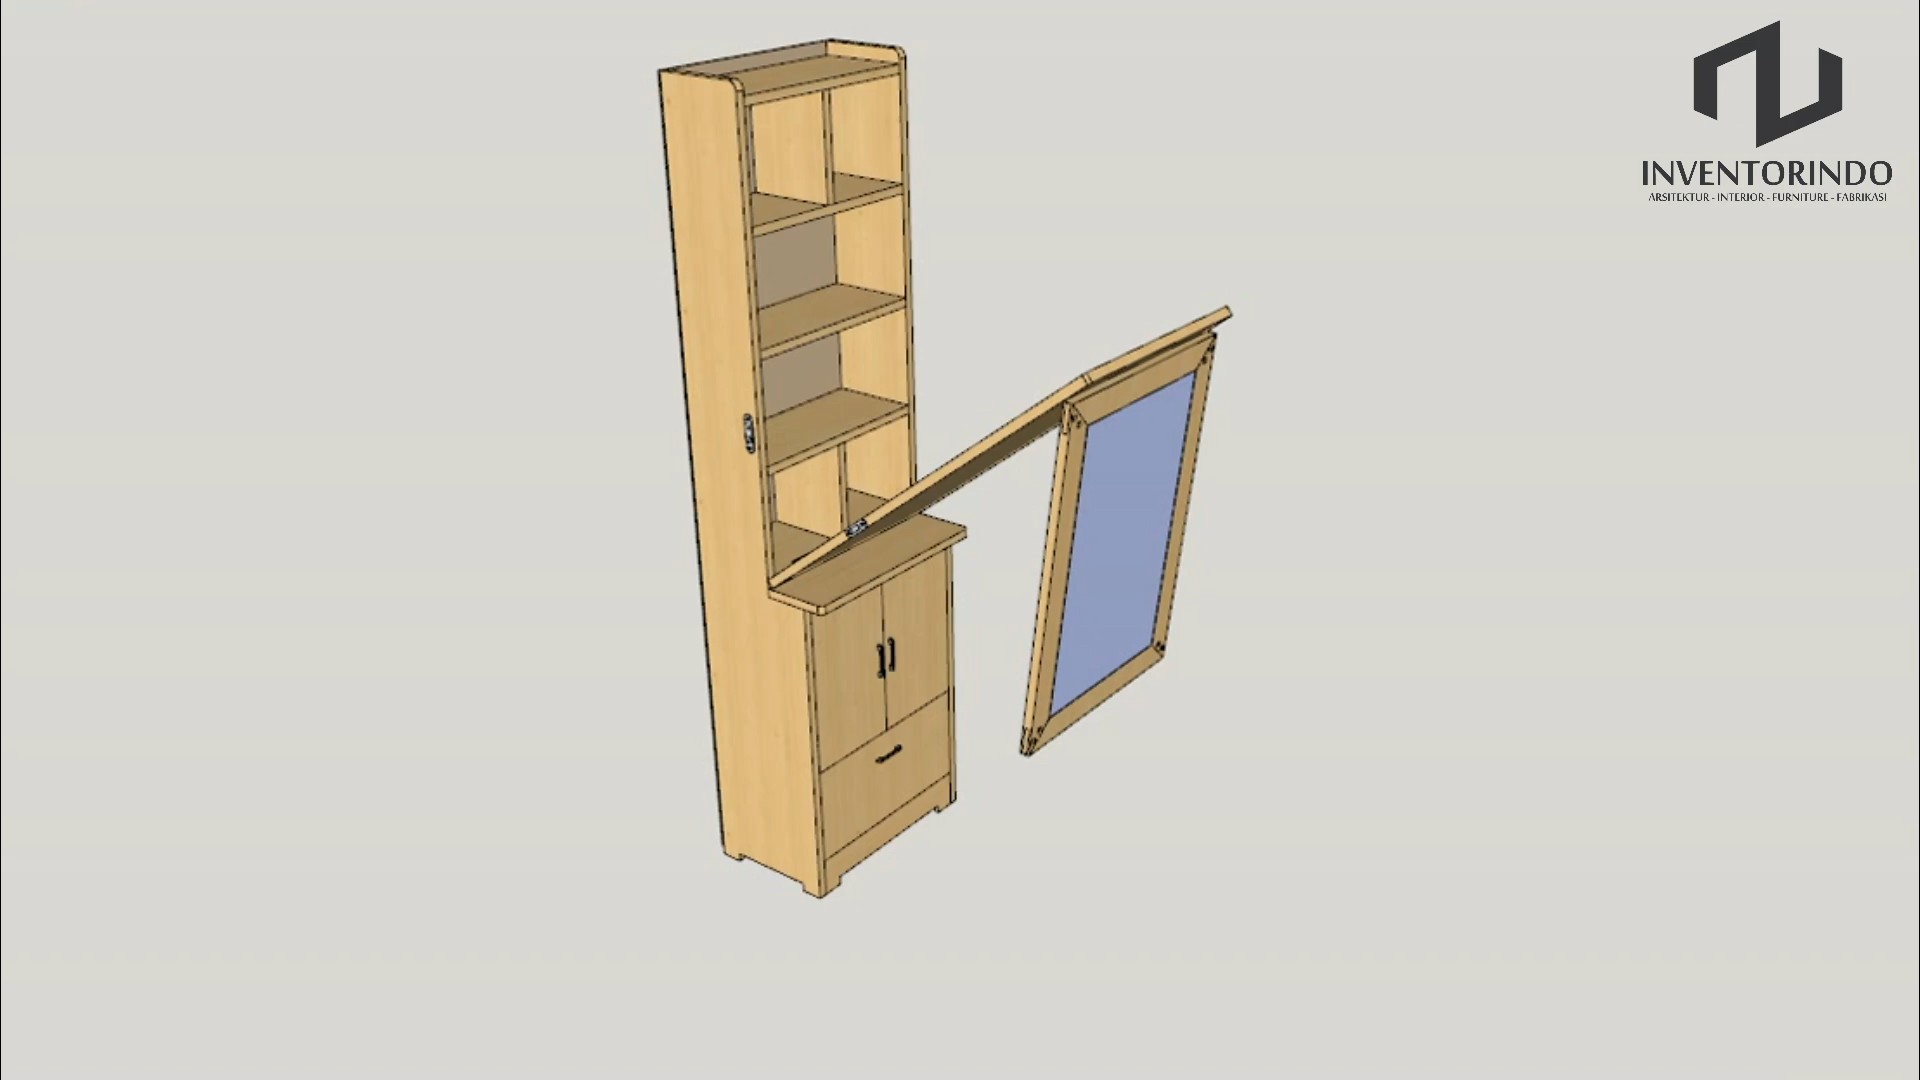 INVENTORINDO
ARSITEKTUR - INTERIOR - FURNITURE - FABRIKASI